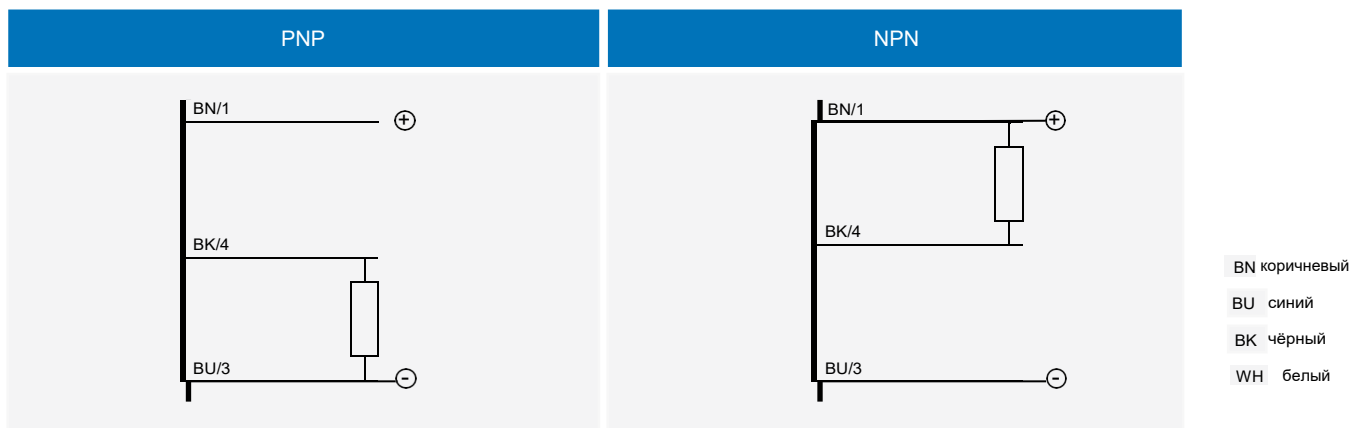 PNP
NPN
BN/1
+
BK/4
BU/3
-
BN/1
+
BK/4
BU/3
-
BN коричневый
BU синий
BK чёрный
WH белый